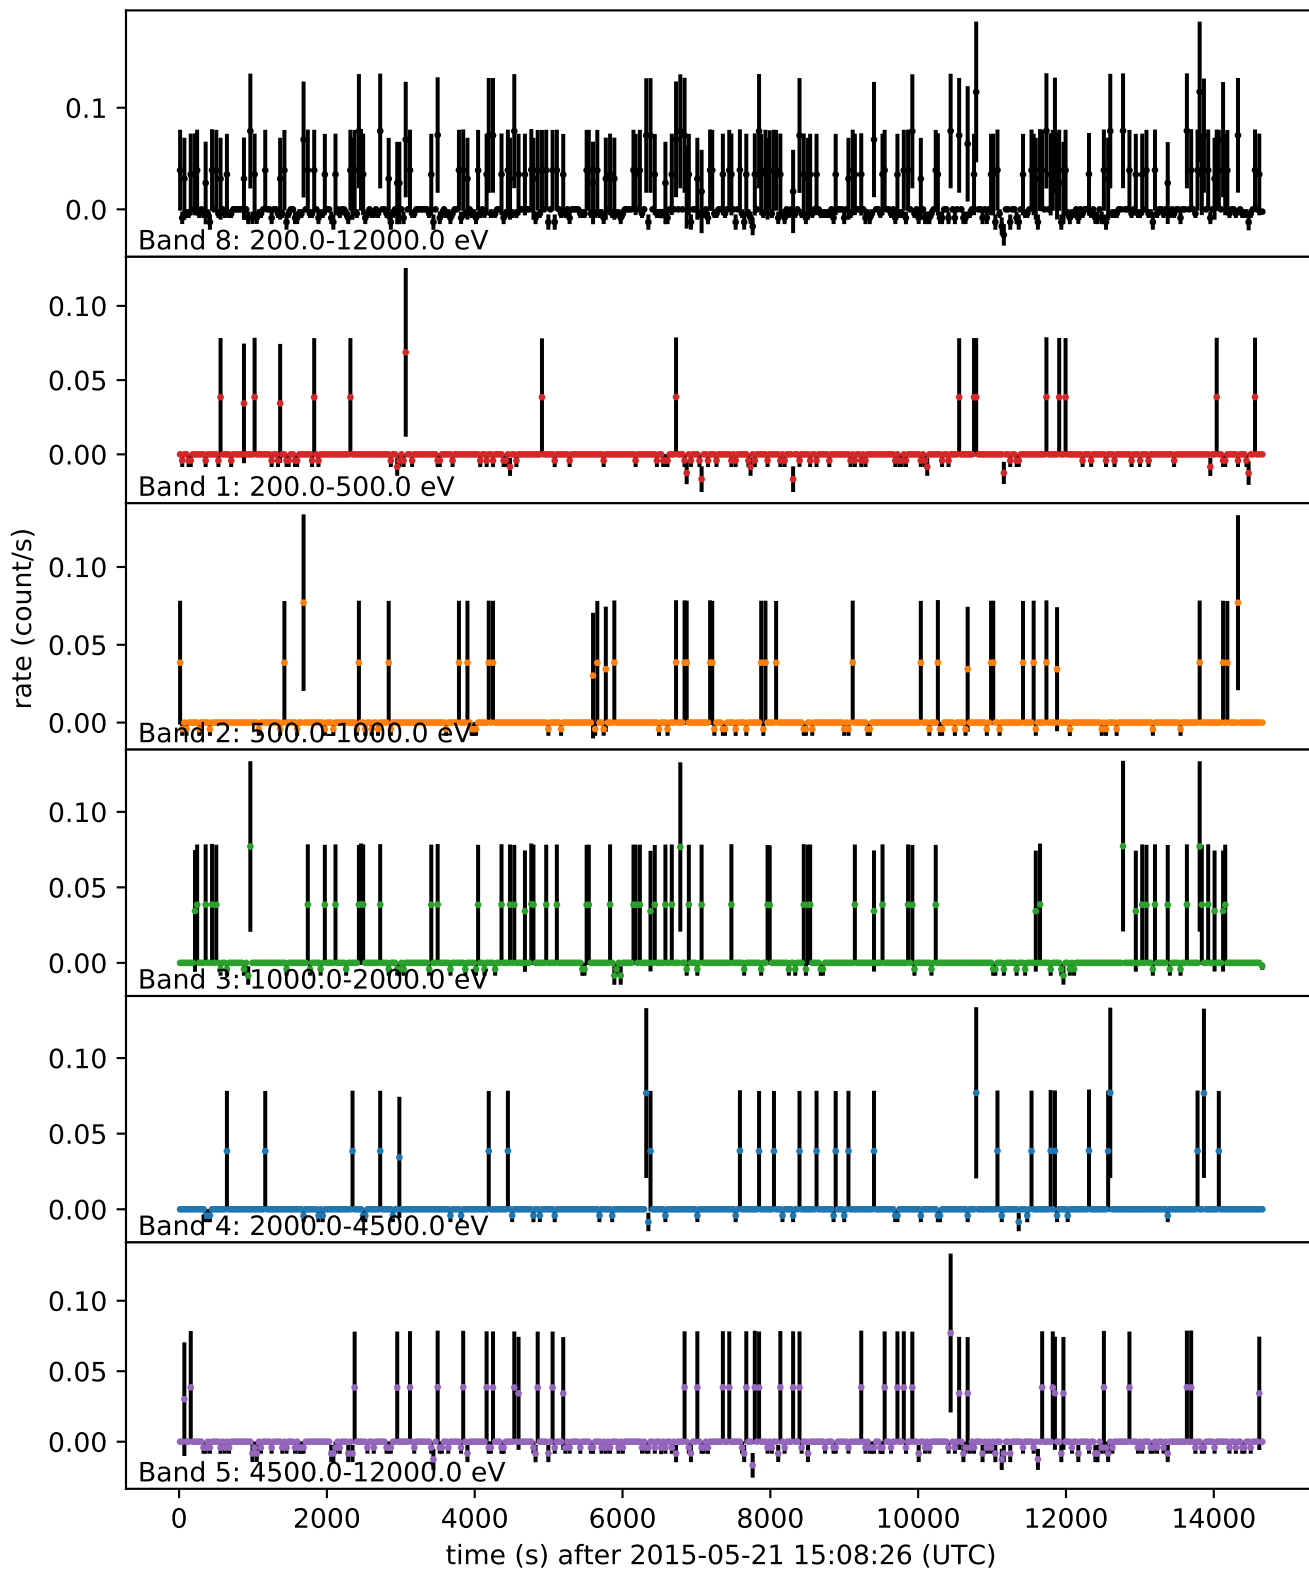 0.1
0.0
Band 8: 200.0-12000.0 eV
0.10
0.05
0.00
Band 1: 200.0-500.0 eV
rate (count/s)
0.10
0.05
0.00
Band 2: 500.0-1000.0 eV
0.10
0.05
0.00
Band 3: 1000.0-2000.0 eV
0.10
0.05
0.00
Band 4: 2000.0-4500.0 eV
0.10
0.05
0.00
Band 5: 4500.0-12000.0 eV
0 2000 4000 6000 8000 10000 12000 14000
time (s) after 2015-05-21 15:08:26 (UTC)